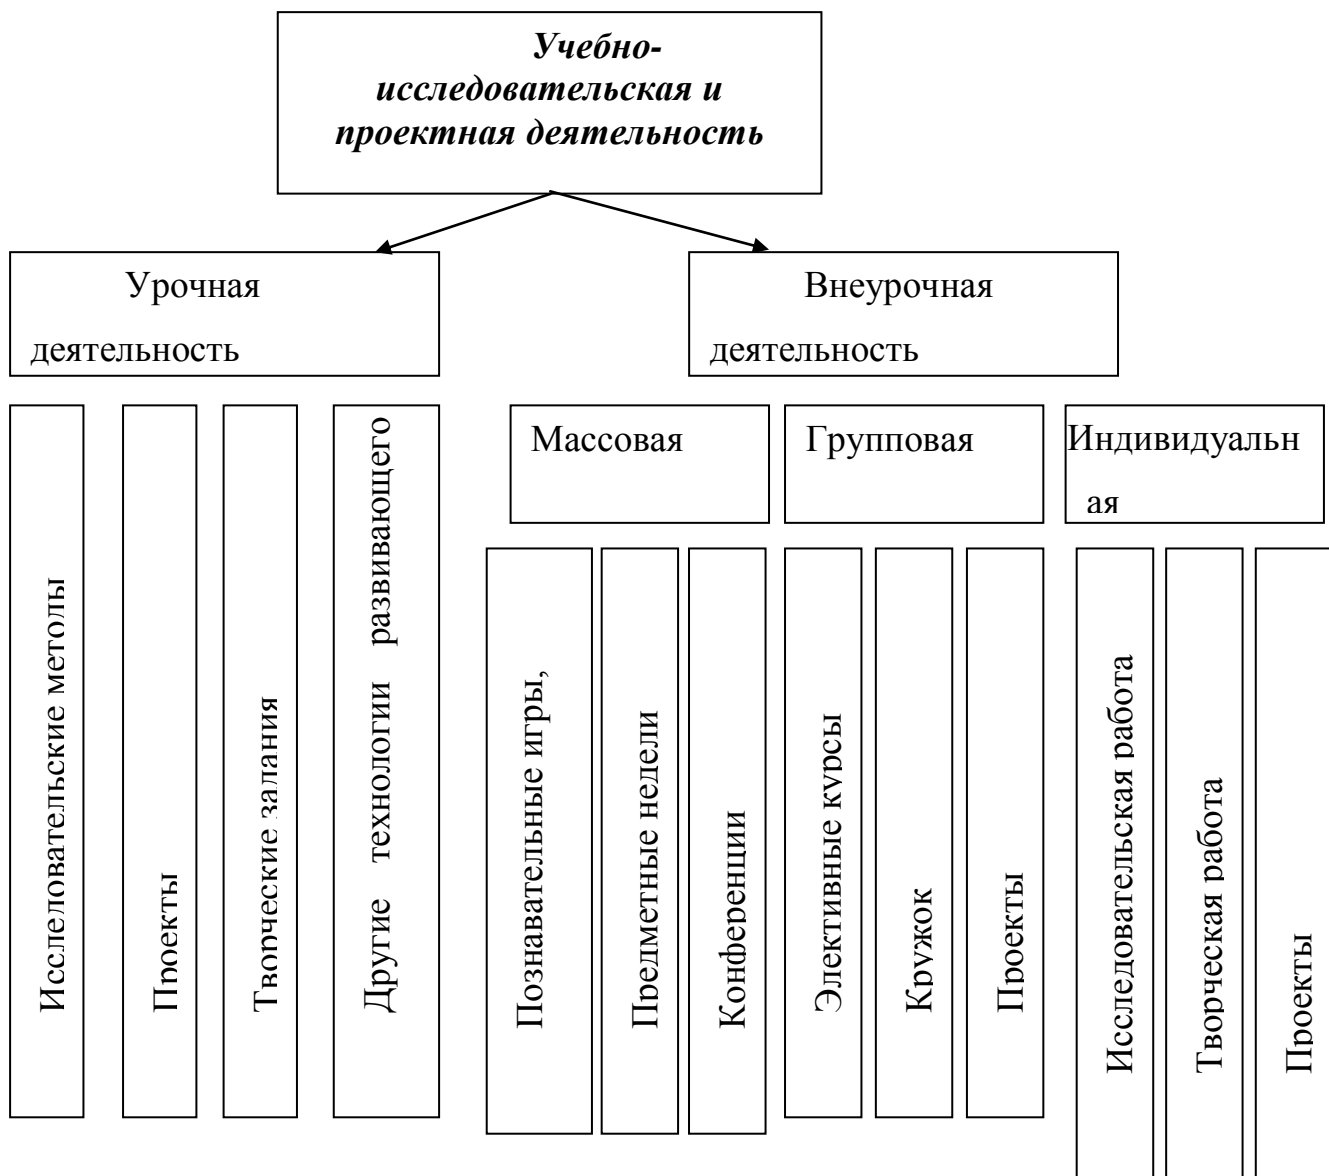 Учебно-
исследовательская и
проектная деятельность
Урочная
деятельность
Внеурочная
деятельность
Массовая
Групповая
Индивидуальн
ая
Исследовательские методы
Проекты
Творческие задания
Другие технологии развивающего
Познавательные игры,
Предметные недели
Конференции
Элективные курсы
Кружок
Проекты
Исследовательская работа
Творческая работа
Проекты